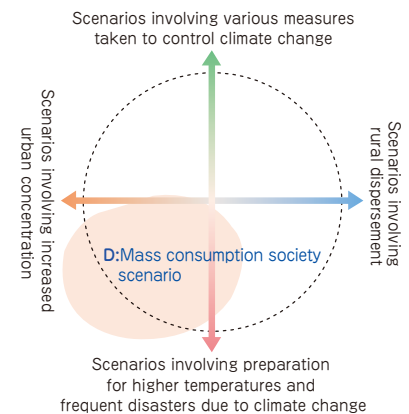 Scenarios involving various measures
taken to control climate change
Scenarios involving increased
urban concentration
Scenarios involving
rural dispersement
D:Mass consumption society
scenario
Scenarios involving preparation
for higher temperatures and
frequent disasters due to climate change